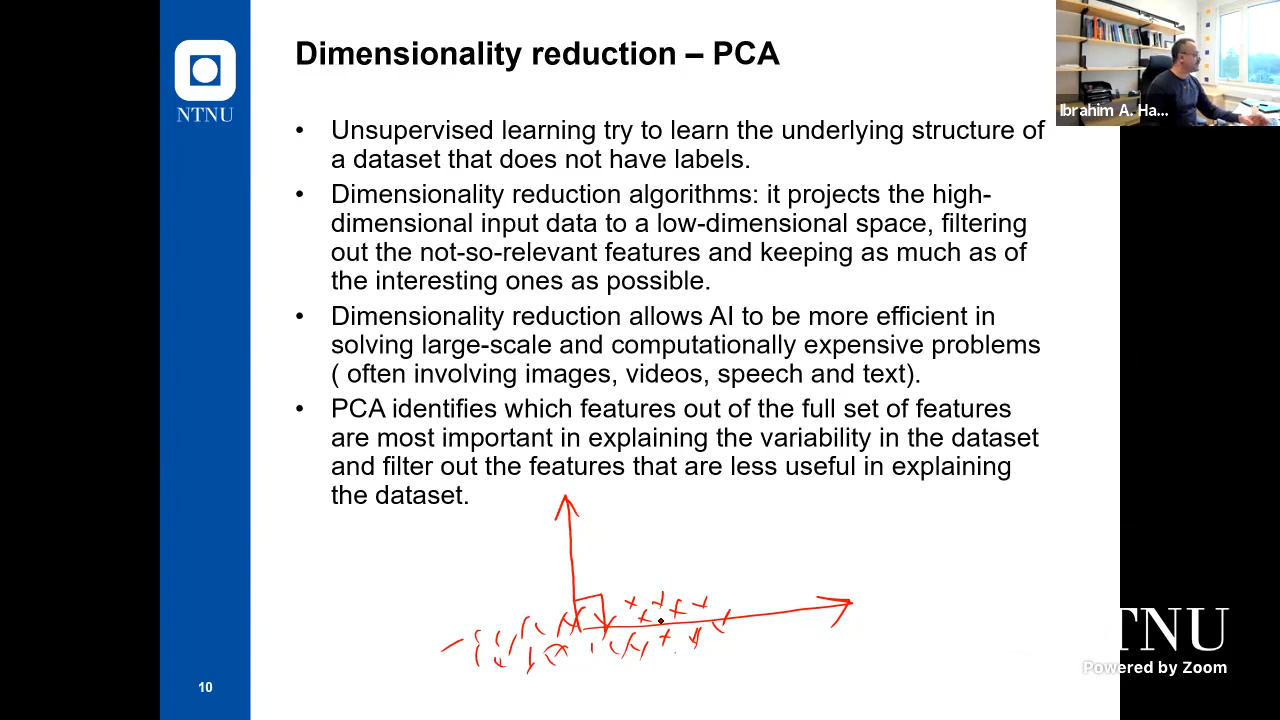 Dimensionality reduction – PCA
Ibrahim A. Ha...
NTNU
• Unsupervised learning try to learn the underlying structure of
a dataset that does not have labels.
• Dimensionality reduction algorithms: it projects the high-
dimensional input data to a low-dimensional space, filtering
out the not-so-relevant features and keeping as much as of
the interesting ones as possible.
• Dimensionality reduction allows AI to be more efficient in
solving large-scale and computationally expensive problems
( often involving images, videos, speech and text).
• PCA identifies which features out of the full set of features
are most important in explaining the variability in the dataset
and filter out the features that are less useful in explaining
the dataset.
TNU
Powered by Zoom
10